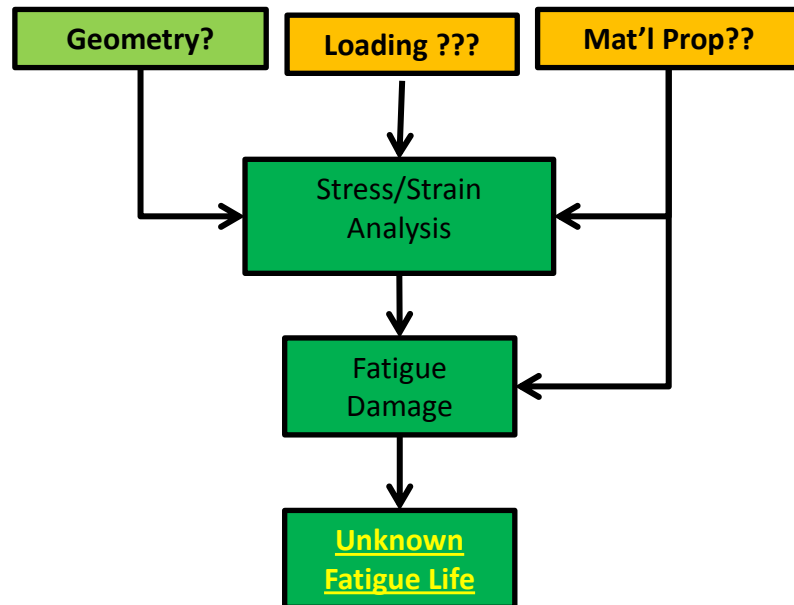 Geometry?
Loading ???
Mat'l Prop??
Stress/Strain
Analysis
Fatigue
Damage
Unknown
Fatigue Life